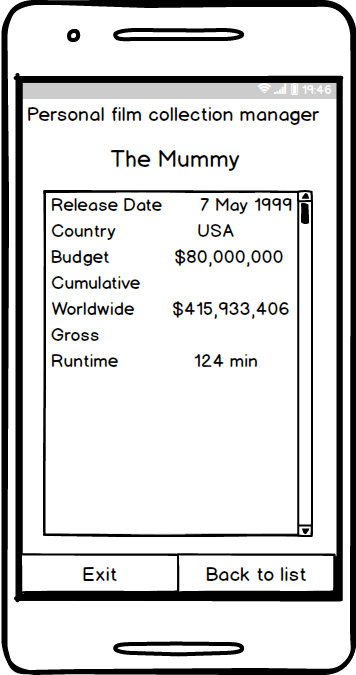 19:46
Personal film collection manager
The Mummy
Release Date 7 May 1999
Country USA
Budget $80,000,000
Cumulative
Worldwide $415,933,406
Gross
Runtime 124 min
Exit Back to list